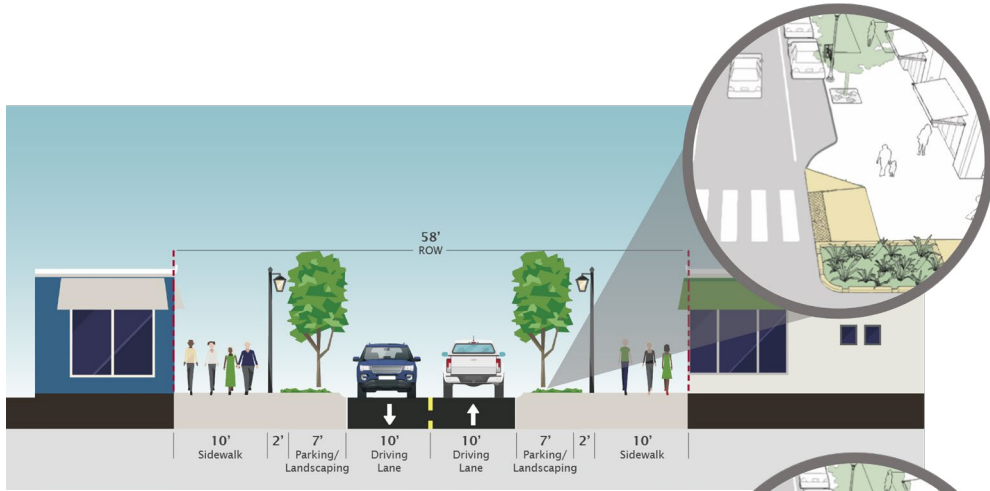 58’
ROW
10’
Sidewalk
2’
7’
Parking/
Landscaping
10’
Driving
Lane
10’
Driving
Lane
7’
Parking/
Landscaping
2’
10’
Sidewalk